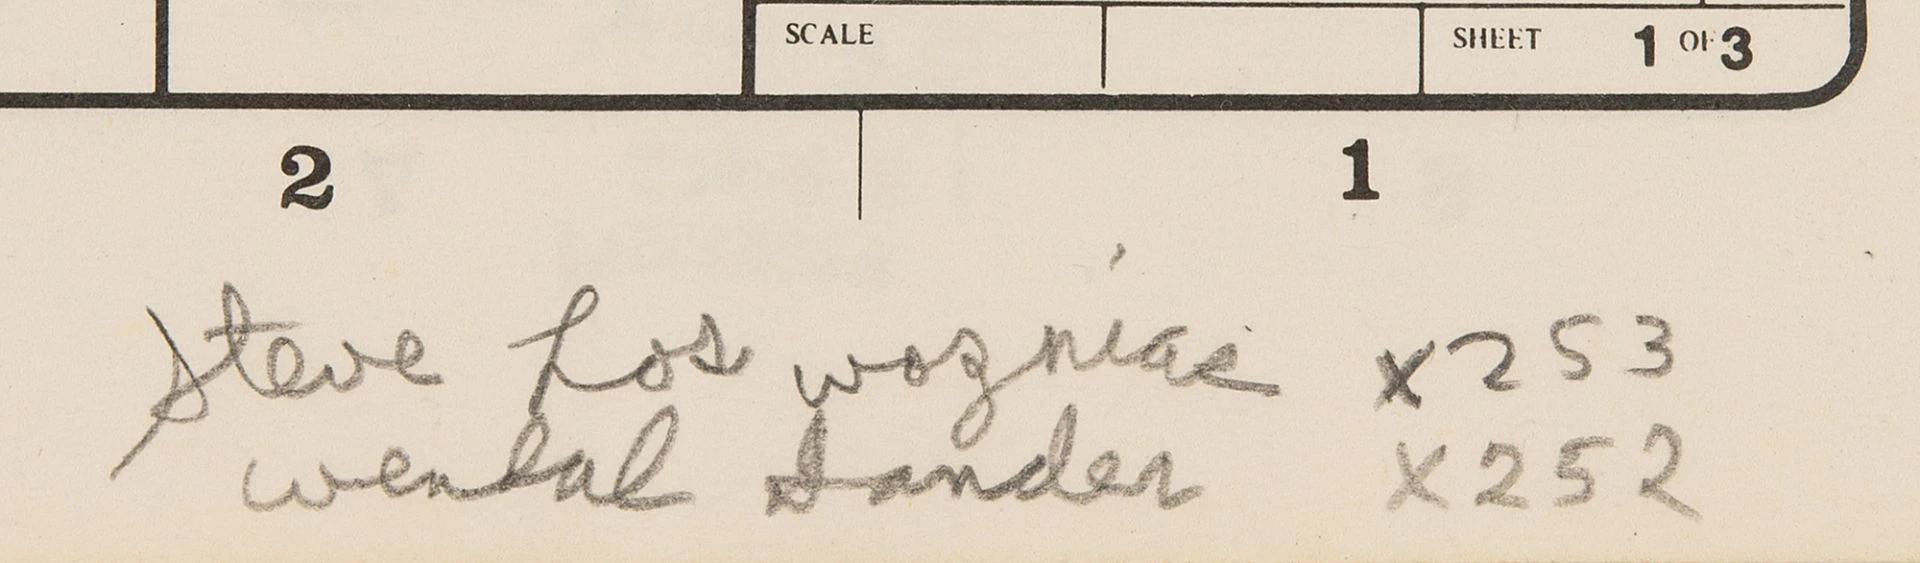 SCALE SHEET 1 OF 3
2 1
Steve Los wozniac x253
wendal Sander x252